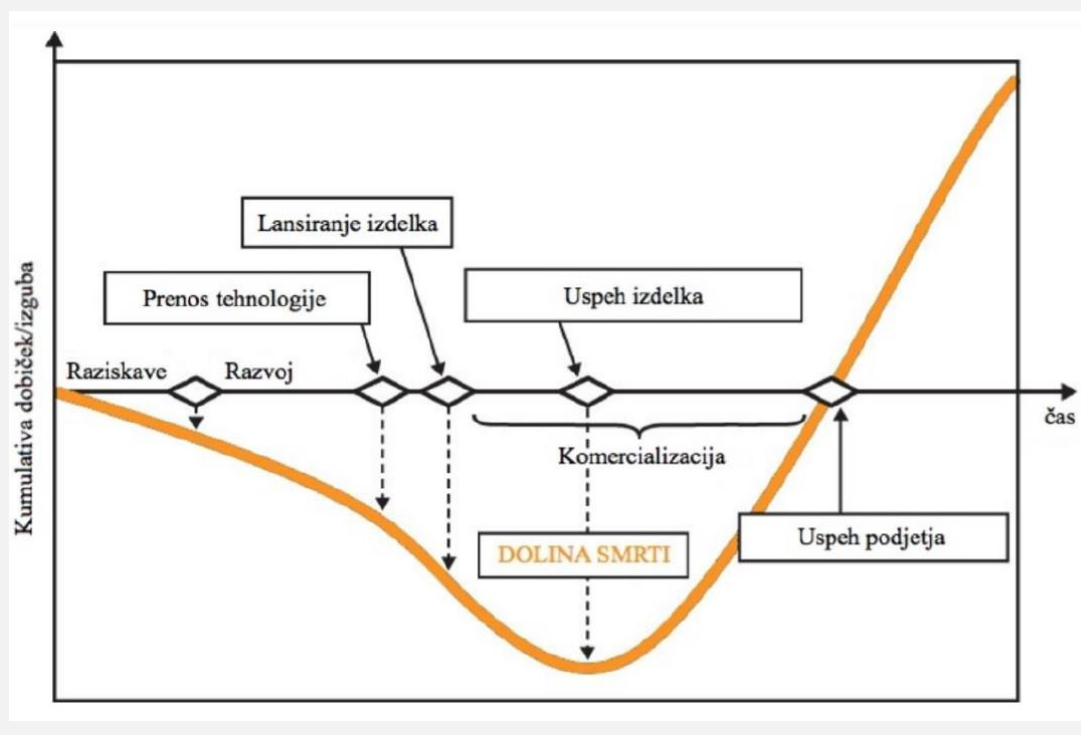 Lansiranje izdelka
Prenos tehnologije
Uspeh izdelka
Raziskave
Razvoj
čas
Komercializacija
DOLINA SMRTI
Uspeh podjetja
Kumulativa dobiček/izguba